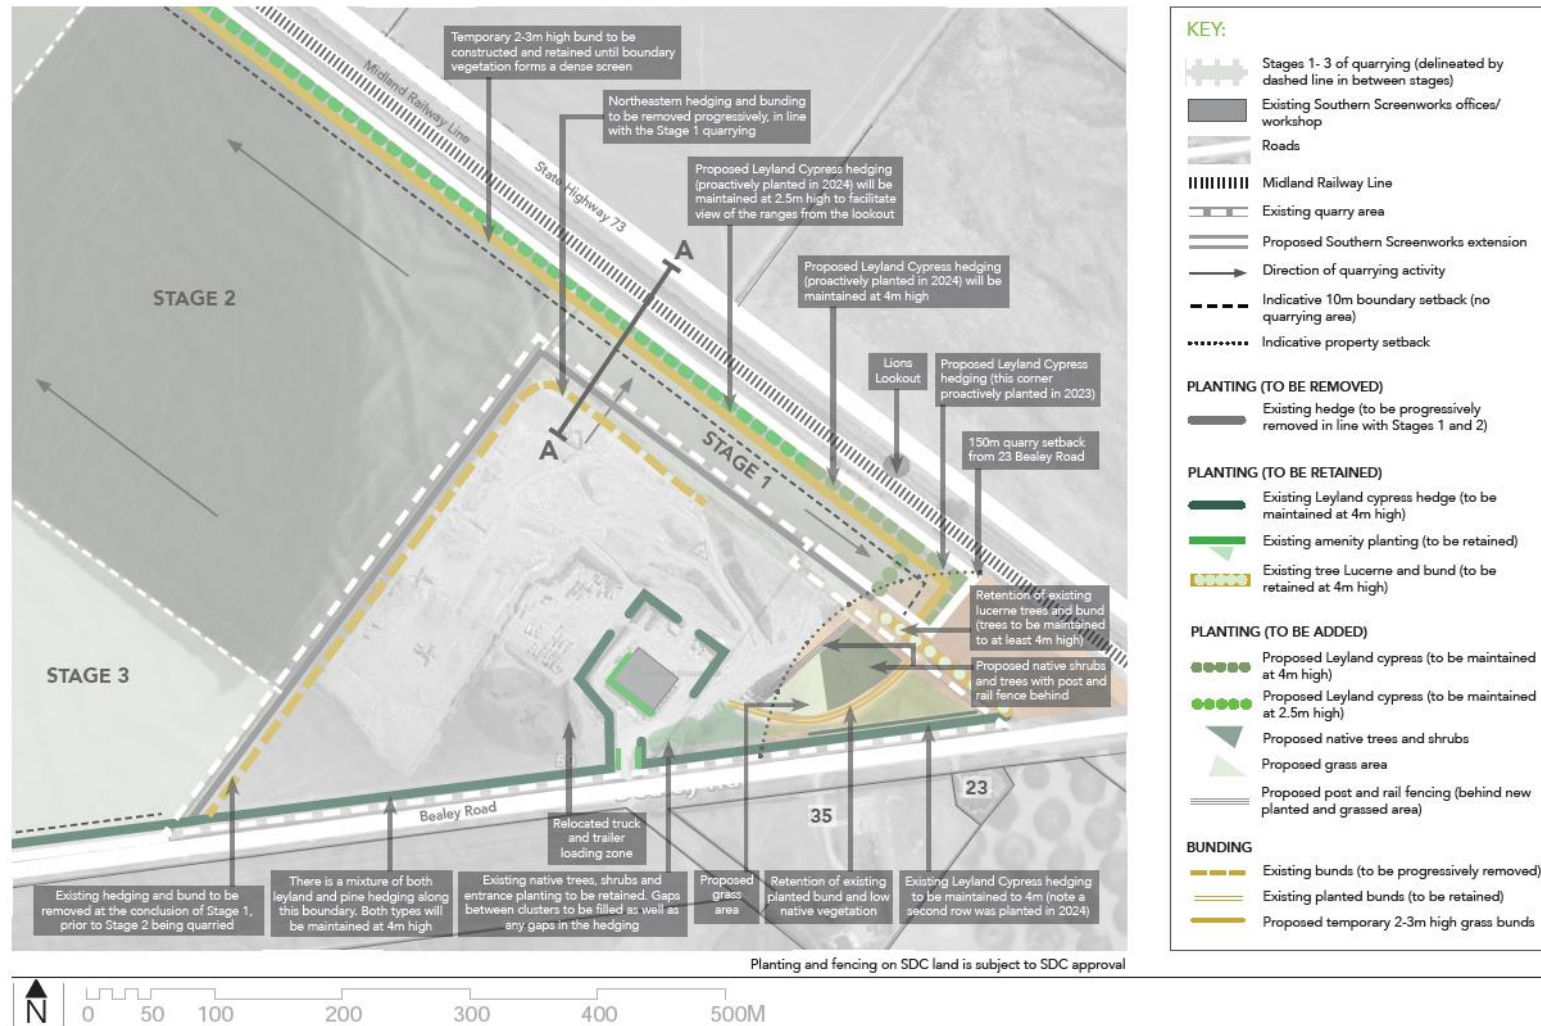 Temporary 2-3m high bund to be
constructed and retained until boundary
vegetation forms a dense screen
Midland Railway Line
Northeastern hedging and bunding
to be removed progressively, in line
with the Stage 1 quarrying
State Highway 73
Proposed Leyland Cypress hedging
(proactively planted in 2024) will be
maintained at 2.5m high to facilitate
view of the ranges from the lookout
A
Proposed Leyland Cypress hedging
(proactively planted in 2024) will be
maintained at 4m high
STAGE 2
Lions
Lookout
Proposed Leyland Cypress
hedging (this corner
proactively planted in 2023)
A
STAGE 1
150m quarry setback
from 23 Bealey Road
Retention of existing
lucerne trees and bund
(trees to be maintained
to at least 4m high)
Proposed native shrubs
and trees with post and
rail fence behind
STAGE 3
Bealey Road
23
35
Relocated truck
and trailer
loading zone
Existing hedging and bund to be
removed at the conclusion of Stage 1,
prior to Stage 2 being quarried
There is a mixture of both
leyland and pine hedging along
this boundary. Both types will
be maintained at 4m high
Existing native trees, shrubs and
entrance planting to be retained. Gaps
between clusters to be filled as well as
any gaps in the hedging
Proposed
grass
area
Retention of existing
planted bund and low
native vegetation
Existing Leyland Cypress hedging
to be maintained to 4m (note a
second row was planted in 2024)
Planting and fencing on SDC land is subject to SDC approval
N
0 50 100 200 300 400 500M
KEY:
Stages 1- 3 of quarrying (delineated by
dashed line in between stages)
Existing Southern Screenworks offices/
workshop
Roads
Midland Railway Line
Existing quarry area
Proposed Southern Screenworks extension
Direction of quarrying activity
Indicative 10m boundary setback (no
quarrying area)
Indicative property setback
PLANTING (TO BE REMOVED)
Existing hedge (to be progressively
removed in line with Stages 1 and 2)
PLANTING (TO BE RETAINED)
Existing Leyland cypress hedge (to be
maintained at 4m high)
Existing amenity planting (to be retained)
Existing tree Lucerne and bund (to be
retained at 4m high)
PLANTING (TO BE ADDED)
Proposed Leyland cypress (to be maintained
at 4m high)
Proposed Leyland cypress (to be maintained
at 2.5m high)
Proposed native trees and shrubs
Proposed grass area
Proposed post and rail fencing (behind new
planted and grassed area)
BUNDING
Existing bunds (to be progressively removed)
Existing planted bunds (to be retained)
Proposed temporary 2-3m high grass bunds